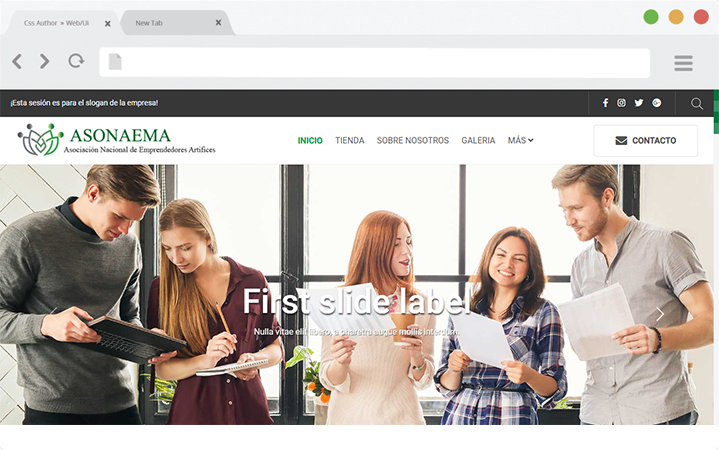 Css Author » Web/Ui
New Tab
¡Esta sesión es para el slogan de la empresa!
ASONAEMA
Asociación Nacional de Emprendedores Artífices
INICIO TIENDA SOBRE NOSOTROS GALERIA MÁS
CONTACTO
First slide label
Nulla vitae elit libero, a pharetra augue mollis interdum.